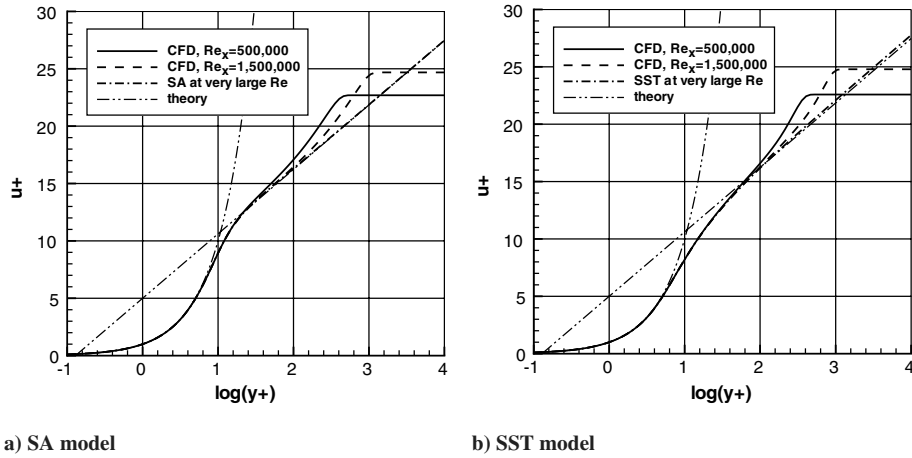 30
25
20
15
10
5
0
u+
CFD, Rex=500,000
CFD, Rex=1,500,000
SA at very large Re
theory
-1 0 1 2 3 4
log(y+)
a) SA model
30
25
20
15
10
5
0
u+
CFD, Rex=500,000
CFD, Rex=1,500,000
SST at very large Re
theory
-1 0 1 2 3 4
log(y+)
b) SST model